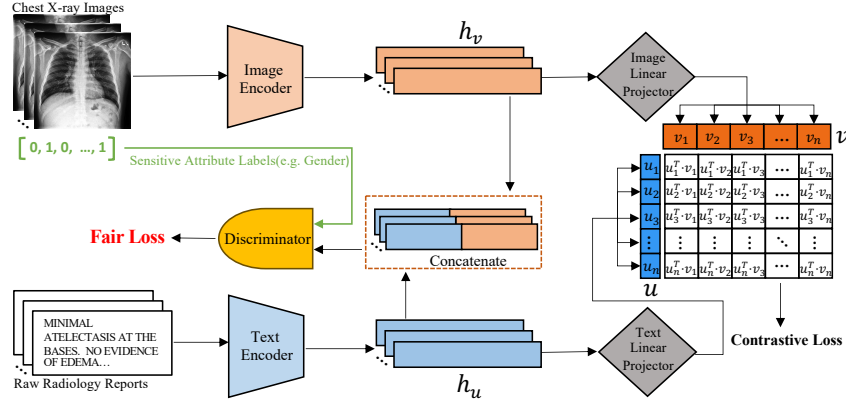 Chest X-ray Images
[ 0, 1, 0, ..., 1]
Sensitive Attribute Labels(e.g. Gender)
Image
Encoder
h_v
Image
Linear
Projector
v_1 v_2 v_3 ... v_n v
u_1 u_1^T·v_1 u_1^T·v_2 u_1^T·v_3 ... u_1^T·v_n
u_2 u_2^T·v_1 u_2^T·v_2 u_2^T·v_3 ... u_2^T·v_n
u_3 u_3^T·v_1 u_3^T·v_2 u_3^T·v_3 ... u_3^T·v_n
⋮ ⋮ ⋮ ⋮ ⋱ ⋮
u_n u_n^T·v_1 u_n^T·v_2 u_n^T·v_3 ... u_n^T·v_n
u
Contrastive Loss
Fair Loss
Discriminator
Concatenate
MINIMAL
ATELECTASIS AT THE
BASES. NO EVIDENCE
OF EDEMA…
Raw Radiology Reports
Text
Encoder
h_u
Text
Linear
Projector